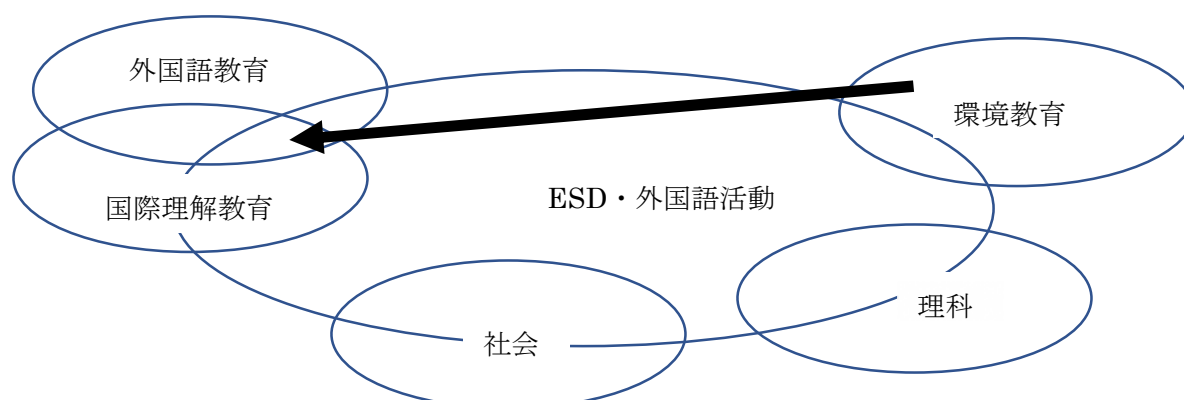 外国語教育
環境教育
ESD・外国語活動
国際理解教育
理科
社会